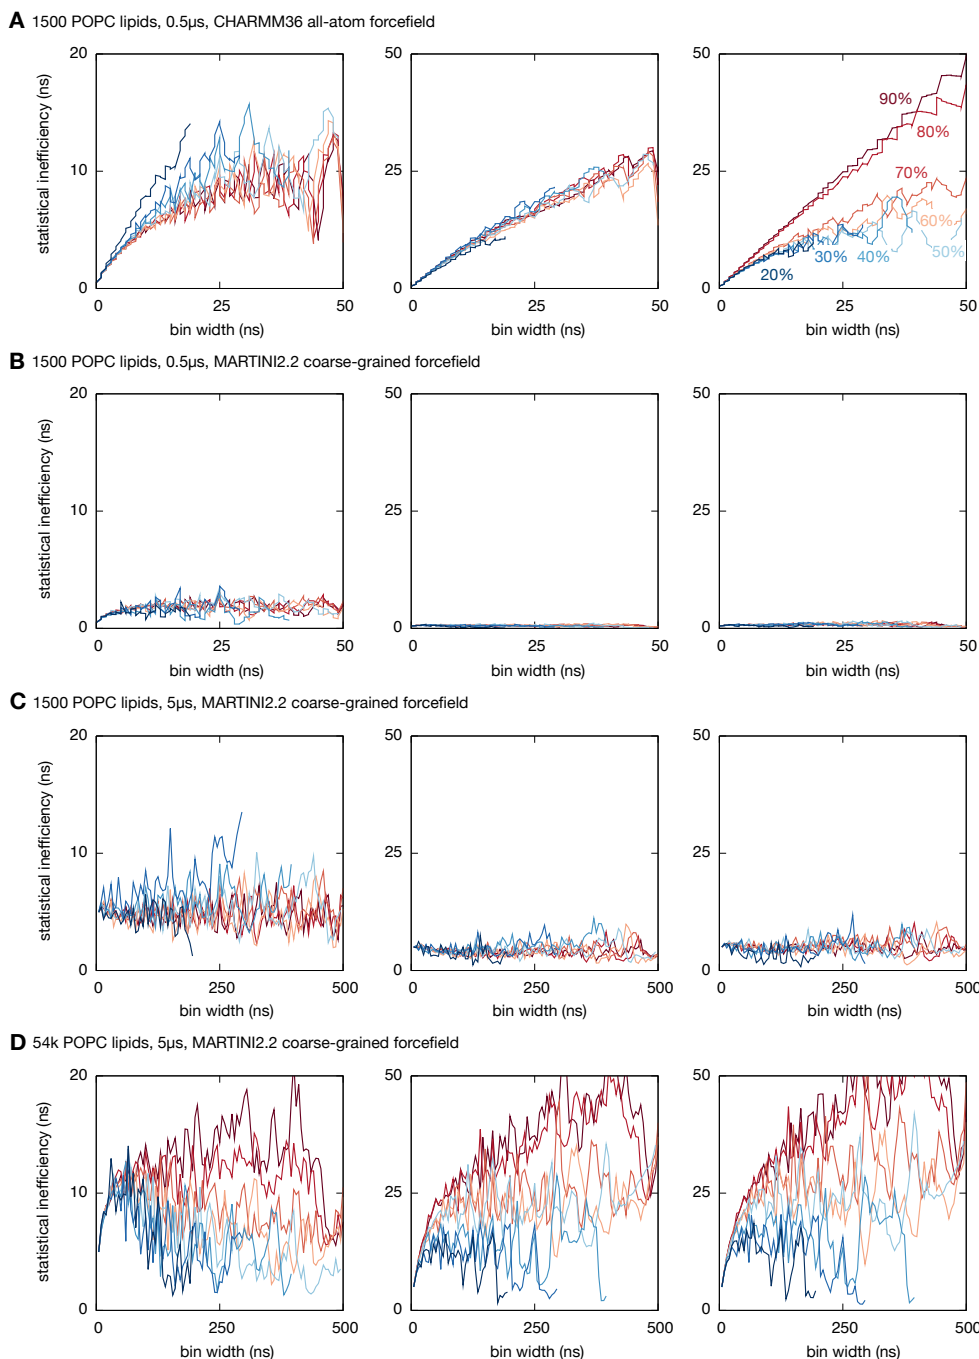 A 1500 POPC lipids, 0.5µs, CHARMM36 all-atom forcefield
statistical inefficiency (ns)
20
10
0
0 25 50
bin width (ns)
50
25
0
0 25 50
bin width (ns)
50
25
0
90%
80%
70%
60%
50%
40%
30%
20%
0 25 50
bin width (ns)
B 1500 POPC lipids, 0.5µs, MARTINI2.2 coarse-grained forcefield
statistical inefficiency (ns)
20
10
0
0 25 50
bin width (ns)
50
25
0
0 25 50
bin width (ns)
50
25
0
0 25 50
bin width (ns)
C 1500 POPC lipids, 5µs, MARTINI2.2 coarse-grained forcefield
statistical inefficiency (ns)
20
10
0
0 250 500
bin width (ns)
50
25
0
0 250 500
bin width (ns)
50
25
0
0 250 500
bin width (ns)
D 54k POPC lipids, 5µs, MARTINI2.2 coarse-grained forcefield
statistical inefficiency (ns)
20
10
0
0 250 500
bin width (ns)
50
25
0
0 250 500
bin width (ns)
50
25
0
0 250 500
bin width (ns)